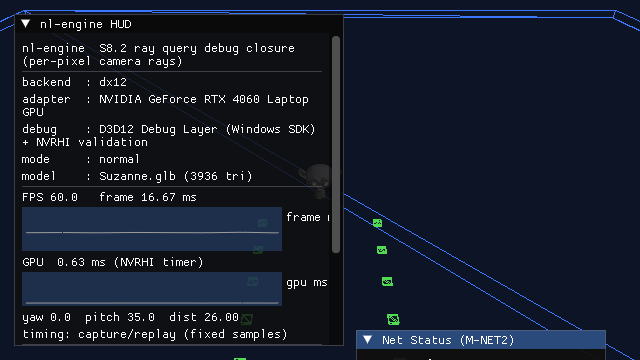 nl-engine HUD
nl-engine  S8.2 ray query debug closure
(per-pixel camera rays)
backend  : dx12
adapter  : NVIDIA GeForce RTX 4060 Laptop
GPU
debug    : D3D12 Debug Layer (Windows SDK)
+ NVRHI validation
mode     : normal
model    : Suzanne.glb (3936 tri)
FPS 60.0   frame 16.67 ms
frame
GPU  0.63 ms (NVRHI timer)
gpu ms
yaw 0.0  pitch 35.0  dist 26.00
timing: capture/replay (fixed samples)
Net Status (M-NET2)